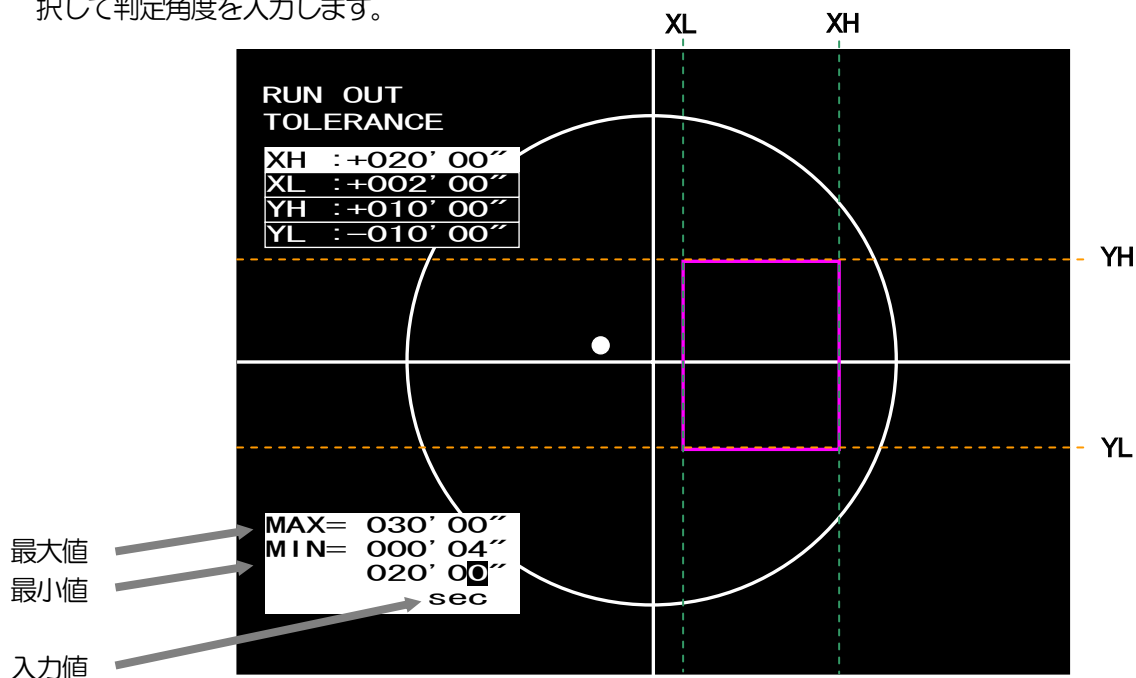 択して判定角度を入力します。
XL XH
RUN OUT
TOLERANCE
XH :+020′00″
XL :+002′00″
YH :+010′00″
YL :−010′00″
YH
YL
MAX= 030′00″
MIN= 000′04″
020′00″
sec
最大値
最小値
入力値